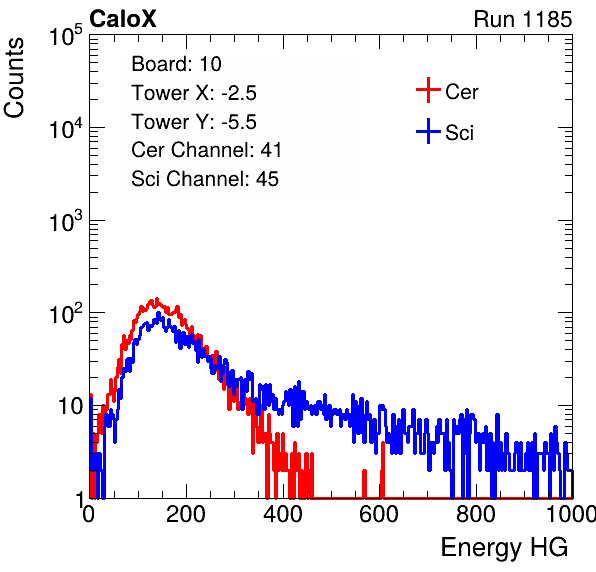 CaloX Run 1185
Counts
10^5
10^4
10^3
10^2
10
1
Board: 10
Tower X: -2.5
Tower Y: -5.5
Cer Channel: 41
Sci Channel: 45
Cer
Sci
0 200 400 600 800 1000
Energy HG